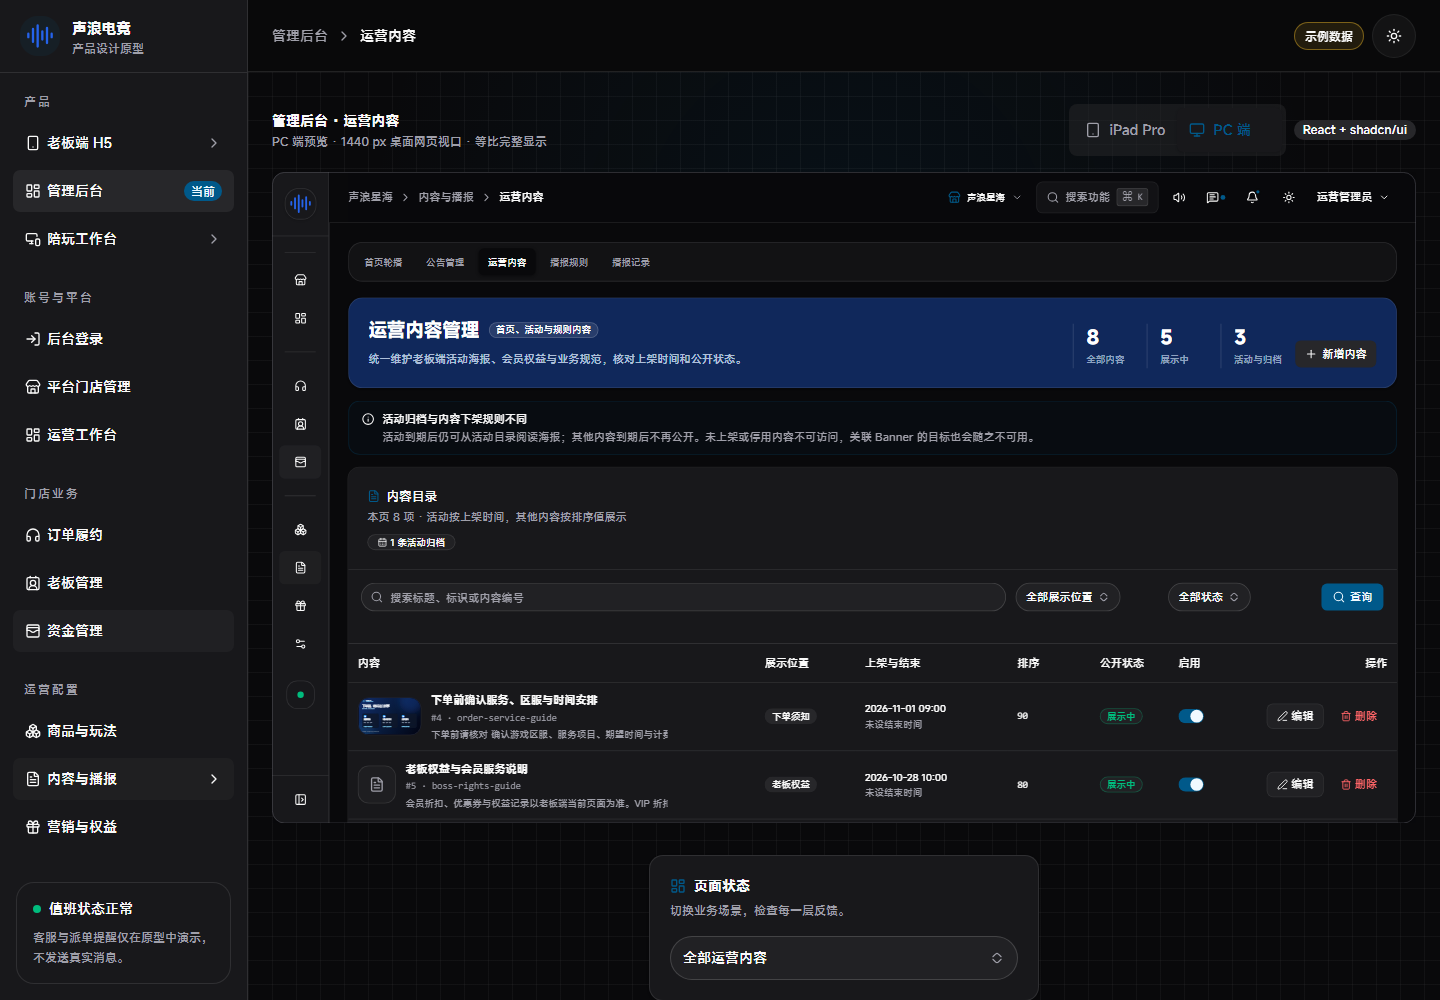 声浪电竞
产品设计原型
产品
老板端 H5
管理后台 当前
陪玩工作台
账号与平台
后台登录
平台门店管理
运营工作台
门店业务
订单履约
老板管理
资金管理
运营配置
商品与玩法
内容与播报
营销与权益
值班状态正常
客服与派单提醒仅在原型中演示，
不发送真实消息。
管理后台 > 运营内容
示例数据
管理后台 · 运营内容
PC 端预览 · 1440 px 桌面网页视口 · 等比完整显示
iPad Pro PC 端 React + shadcn/ui
声浪星海 > 内容与播报 > 运营内容
声浪星海 搜索功能 ⌘ K 运营管理员
首页轮播 公告管理 运营内容 播报规则 播报记录
运营内容管理 首页、活动与规则内容
统一维护老板端活动海报、会员权益与业务规范，核对上架时间和公开状态。
8 全部内容
5 展示中
3 活动与归档
+ 新增内容
活动归档与内容下架规则不同
活动到期后仍可从活动目录阅读海报；其他内容到期后不再公开。未上架或停用内容不可访问，关联 Banner 的目标也会随之不可用。
内容目录
本页 8 项 · 活动按上架时间，其他内容按排序值展示
1 条活动归档
搜索标题、标识或内容编号 全部展示位置 全部状态 查询
内容 展示位置 上架与结束 排序 公开状态 启用 操作
下单前确认服务、区服与时间安排
#4 · order-service-guide
下单前请核对 确认游戏区服、服务项目、期望时间与计
下单须知
2026-11-01 09:00
未设结束时间
90 展示中 编辑 删除
老板权益与会员服务说明
#5 · boss-rights-guide
会员折扣、优惠券与权益记录以老板端当前页面为准。VIP 折
老板权益
2026-10-28 10:00
未设结束时间
80 展示中 编辑 删除
页面状态
切换业务场景，检查每一层反馈。
全部运营内容